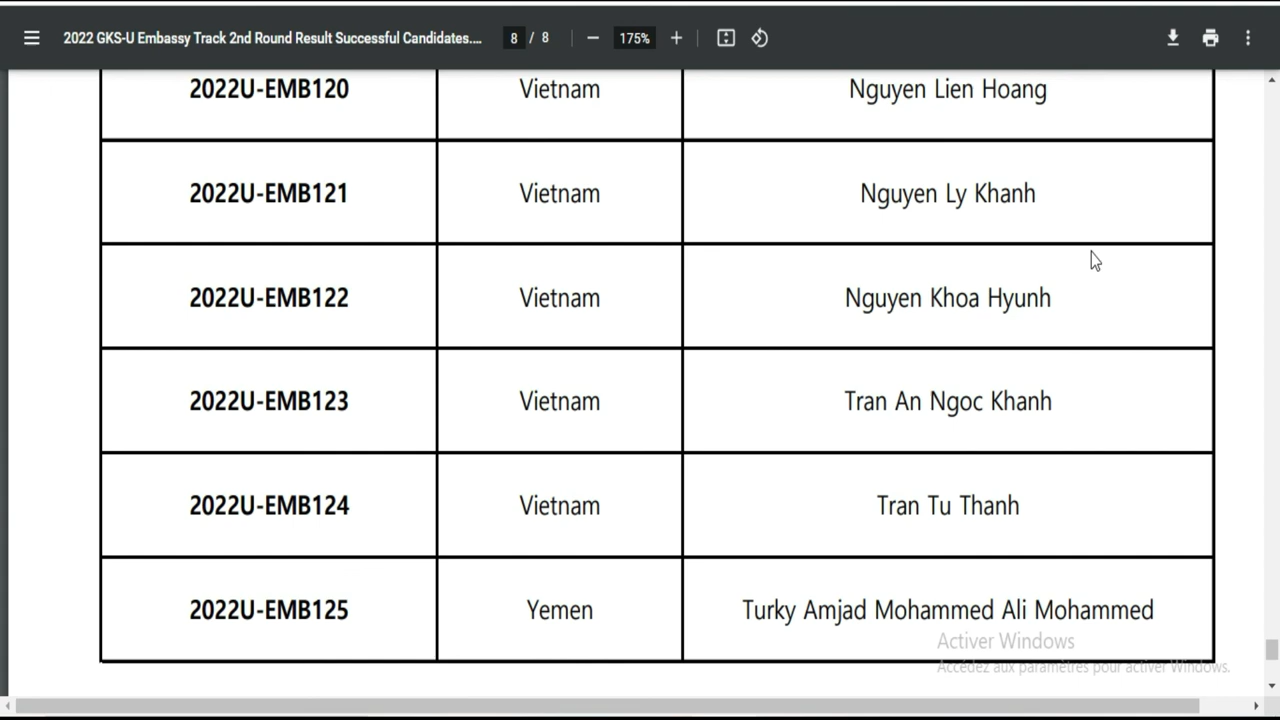 2022 GKS-U Embassy Track 2nd Round Result Successful Candidates.... 8 / 8 175%
2022U-EMB120 Vietnam Nguyen Lien Hoang
2022U-EMB121 Vietnam Nguyen Ly Khanh
2022U-EMB122 Vietnam Nguyen Khoa Hyunh
2022U-EMB123 Vietnam Tran An Ngoc Khanh
2022U-EMB124 Vietnam Tran Tu Thanh
2022U-EMB125 Yemen Turky Amjad Mohammed Ali Mohammed
Activer Windows
Accédez aux paramètres pour activer Windows.